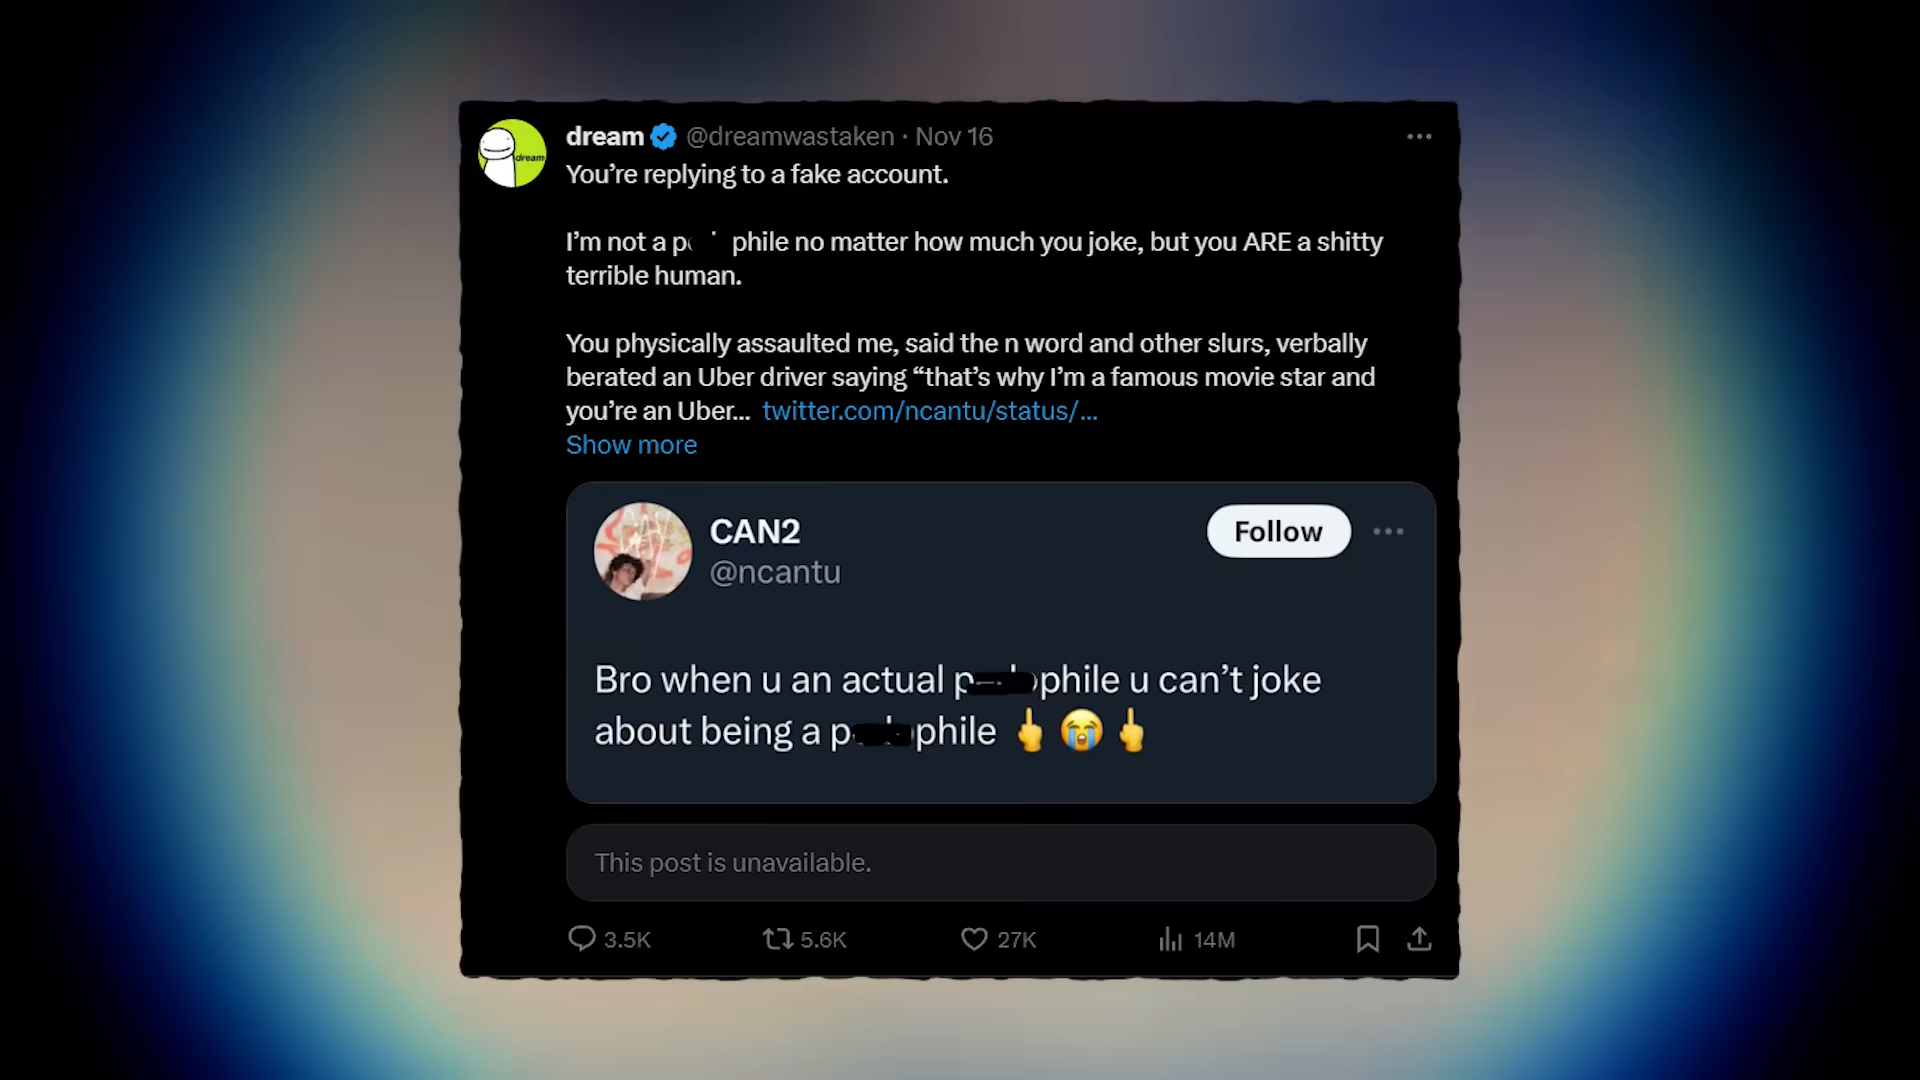 dream @dreamwastaken · Nov 16
dream
You’re replying to a fake account.
I’m not a p phile no matter how much you joke, but you ARE a shitty
terrible human.
You physically assaulted me, said the n word and other slurs, verbally
berated an Uber driver saying “that’s why I’m a famous movie star and
you’re an Uber... twitter.com/ncantu/status/...
Show more
CAN2
Follow
@ncantu
Bro when u an actual p phile u can’t joke
about being a p phile 🖕😭🖕
This post is unavailable.
3.5K 5.6K 27K 14M